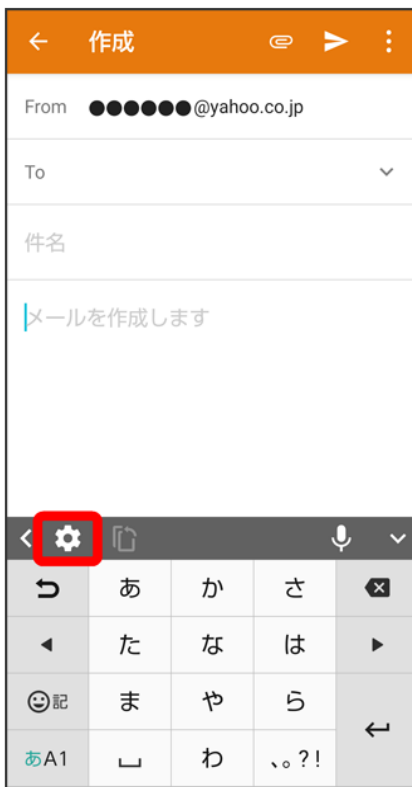 作成
From ●●●●●●@yahoo.co.jp
To
件名
メールを作成します
あ か さ
た な は
記 ま や ら
あA1 わ 、。?!